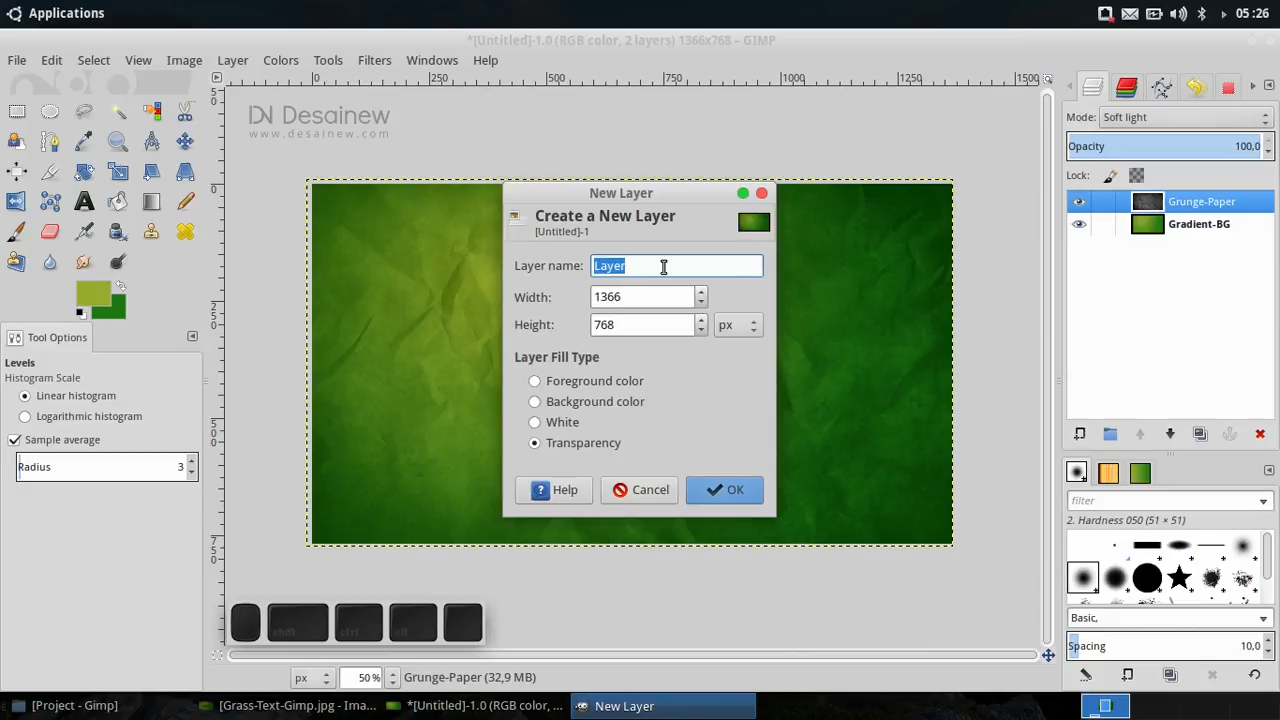 Applications
05:26
*[Untitled]-1.0 (RGB color, 2 layers) 1366x768 – GIMP
File Edit Select View Image Layer Colors Tools Filters Windows Help
0 250 500 750 1000 1250 1500
DN Desainew
www.desainew.com
Mode: Soft light
Opacity 100,0
Lock:
Grunge-Paper
Gradient-BG
New Layer
Create a New Layer
[Untitled]-1
Layer name: Layer
Width: 1366
Height: 768 px
Layer Fill Type
Foreground color
Background color
White
Transparency
Help Cancel OK
Tool Options
Levels
Histogram Scale
Linear histogram
Logarithmic histogram
Sample average
Radius 3
filter
2. Hardness 050 (51 × 51)
Basic,
Spacing 10,0
shift ctrl alt
px 50 % Grunge-Paper (32,9 MB)
[Project - Gimp] [Grass-Text-Gimp.jpg - Ima... *[Untitled]-1.0 (RGB color, ... New Layer